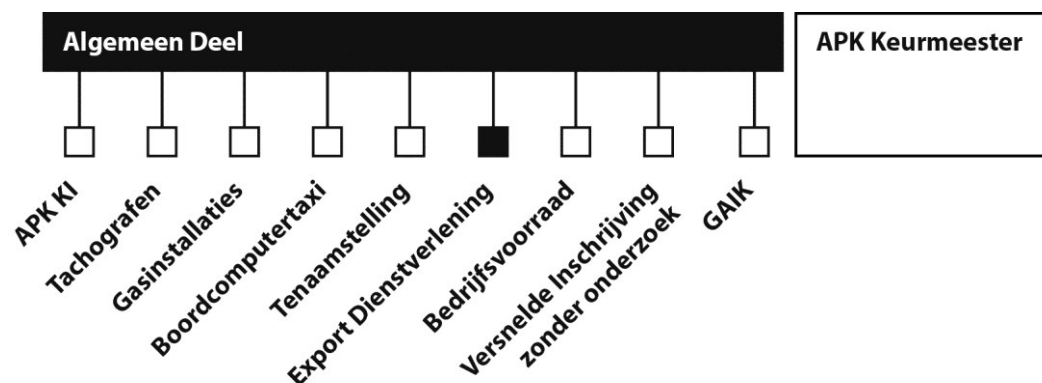 Algemeen Deel
APK Keurmeester
APK KI
Tachografen
Gasinstallaties
Boordcomputertaxi
Tenaamstelling
Export Dienstverlening
Bedrijfsvoorraad
Versnelde Inschrijving
zonder onderzoek
GAIK